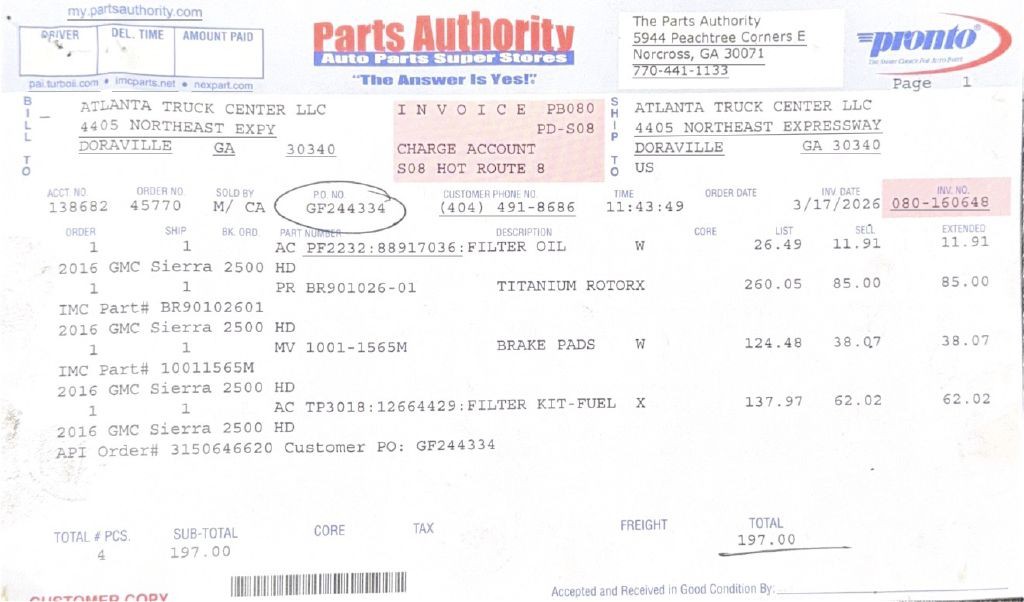 my.partsauthority.com
DRIVER DEL. TIME AMOUNT PAID
pai.turboii.com • imcparts.net • nexpart.com
Parts Authority
Auto Parts Super Stores
"The Answer Is Yes!"
The Parts Authority
5944 Peachtree Corners E
Norcross, GA 30071
770-441-1133
pronto
Page 1
BILL TO
ATLANTA TRUCK CENTER LLC
4405 NORTHEAST EXPY
DORAVILLE GA 30340
INVOICE PB080
PD-S08
CHARGE ACCOUNT
S08 HOT ROUTE 8
SHIP TO
ATLANTA TRUCK CENTER LLC
4405 NORTHEAST EXPRESSWAY
DORAVILLE GA 30340
US
ACCT NO. ORDER NO. SOLD BY P.O. NO. CUSTOMER PHONE NO. TIME ORDER DATE INV. DATE INV. NO.
138682 45770 M/ CA GF244334 (404) 491-8686 11:43:49 3/17/2026 080-160648
ORDER SHIP BK. ORD. PART NUMBER DESCRIPTION CORE LIST SELL EXTENDED
1 1 AC PF2232:88917036:FILTER OIL W 26.49 11.91 11.91
2016 GMC Sierra 2500 HD
1 1 PR BR901026-01 TITANIUM ROTORX 260.05 85.00 85.00
IMC Part# BR90102601
2016 GMC Sierra 2500 HD
1 1 MV 1001-1565M BRAKE PADS W 124.48 38.07 38.07
IMC Part# 10011565M
2016 GMC Sierra 2500 HD
1 1 AC TP3018:12664429:FILTER KIT-FUEL X 137.97 62.02 62.02
2016 GMC Sierra 2500 HD
API Order# 3150646620 Customer PO: GF244334
TOTAL # PCS. SUB-TOTAL CORE TAX FREIGHT TOTAL
4 197.00 197.00
CUSTOMER COPY
Accepted and Received in Good Condition By: